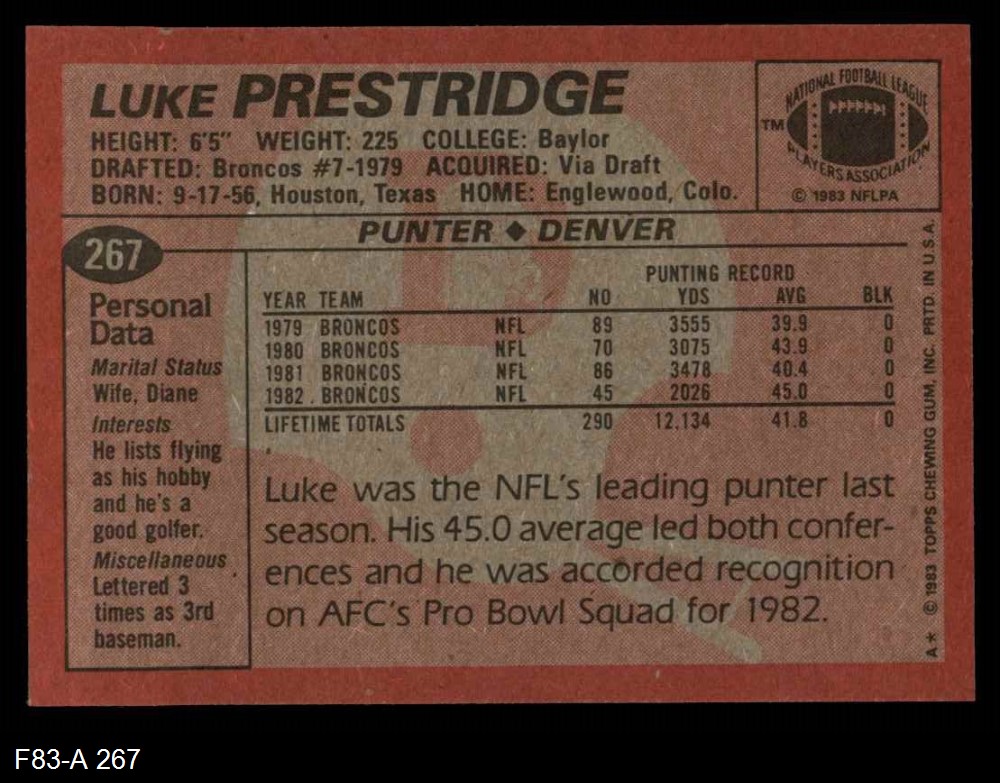 LUKE PRESTRIDGE
HEIGHT: 6'5" WEIGHT: 225 COLLEGE: Baylor
DRAFTED: Broncos #7-1979 ACQUIRED: Via Draft
BORN: 9-17-56, Houston, Texas HOME: Englewood, Colo.
NATIONAL FOOTBALL LEAGUE
TM
PLAYERS ASSOCIATION
© 1983 NFLPA
PUNTER ◆ DENVER
267
Personal
Data
Marital Status
Wife, Diane
Interests
He lists flying
as his hobby
and he's a
good golfer.
Miscellaneous
Lettered 3
times as 3rd
baseman.
PUNTING RECORD
YEAR TEAM NO YDS AVG BLK
1979 BRONCOS NFL 89 3555 39.9 0
1980 BRONCOS NFL 70 3075 43.9 0
1981 BRONCOS NFL 86 3478 40.4 0
1982 BRONCOS NFL 45 2026 45.0 0
LIFETIME TOTALS 290 12.134 41.8 0
Luke was the NFL's leading punter last
season. His 45.0 average led both confer-
ences and he was accorded recognition
on AFC's Pro Bowl Squad for 1982.
A* © 1983 TOPPS CHEWING GUM, INC. PRTD. IN U.S.A.
F83-A 267